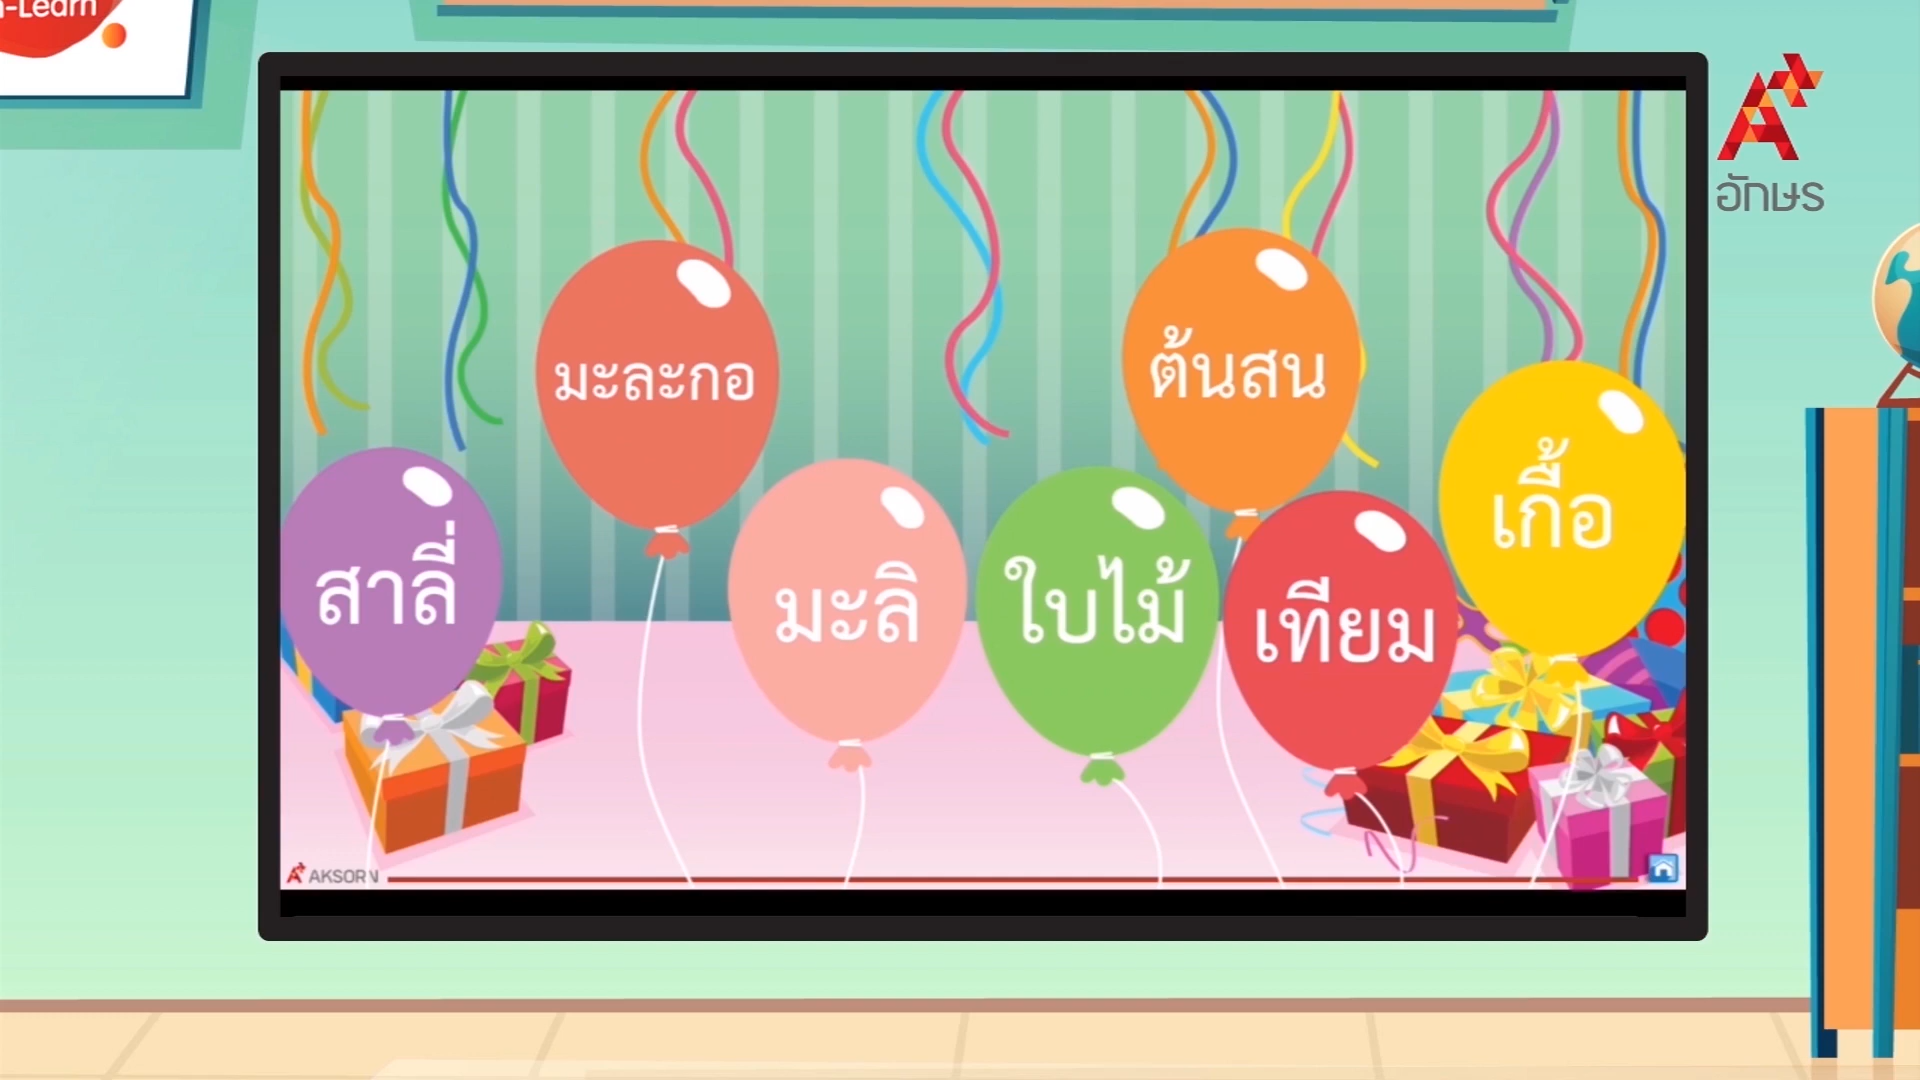 -Learn
อักษร
มะละกอ
ต้นสน
เกื้อ
สาลี่
มะลิ
ใบไม้
เทียม
AKSORN